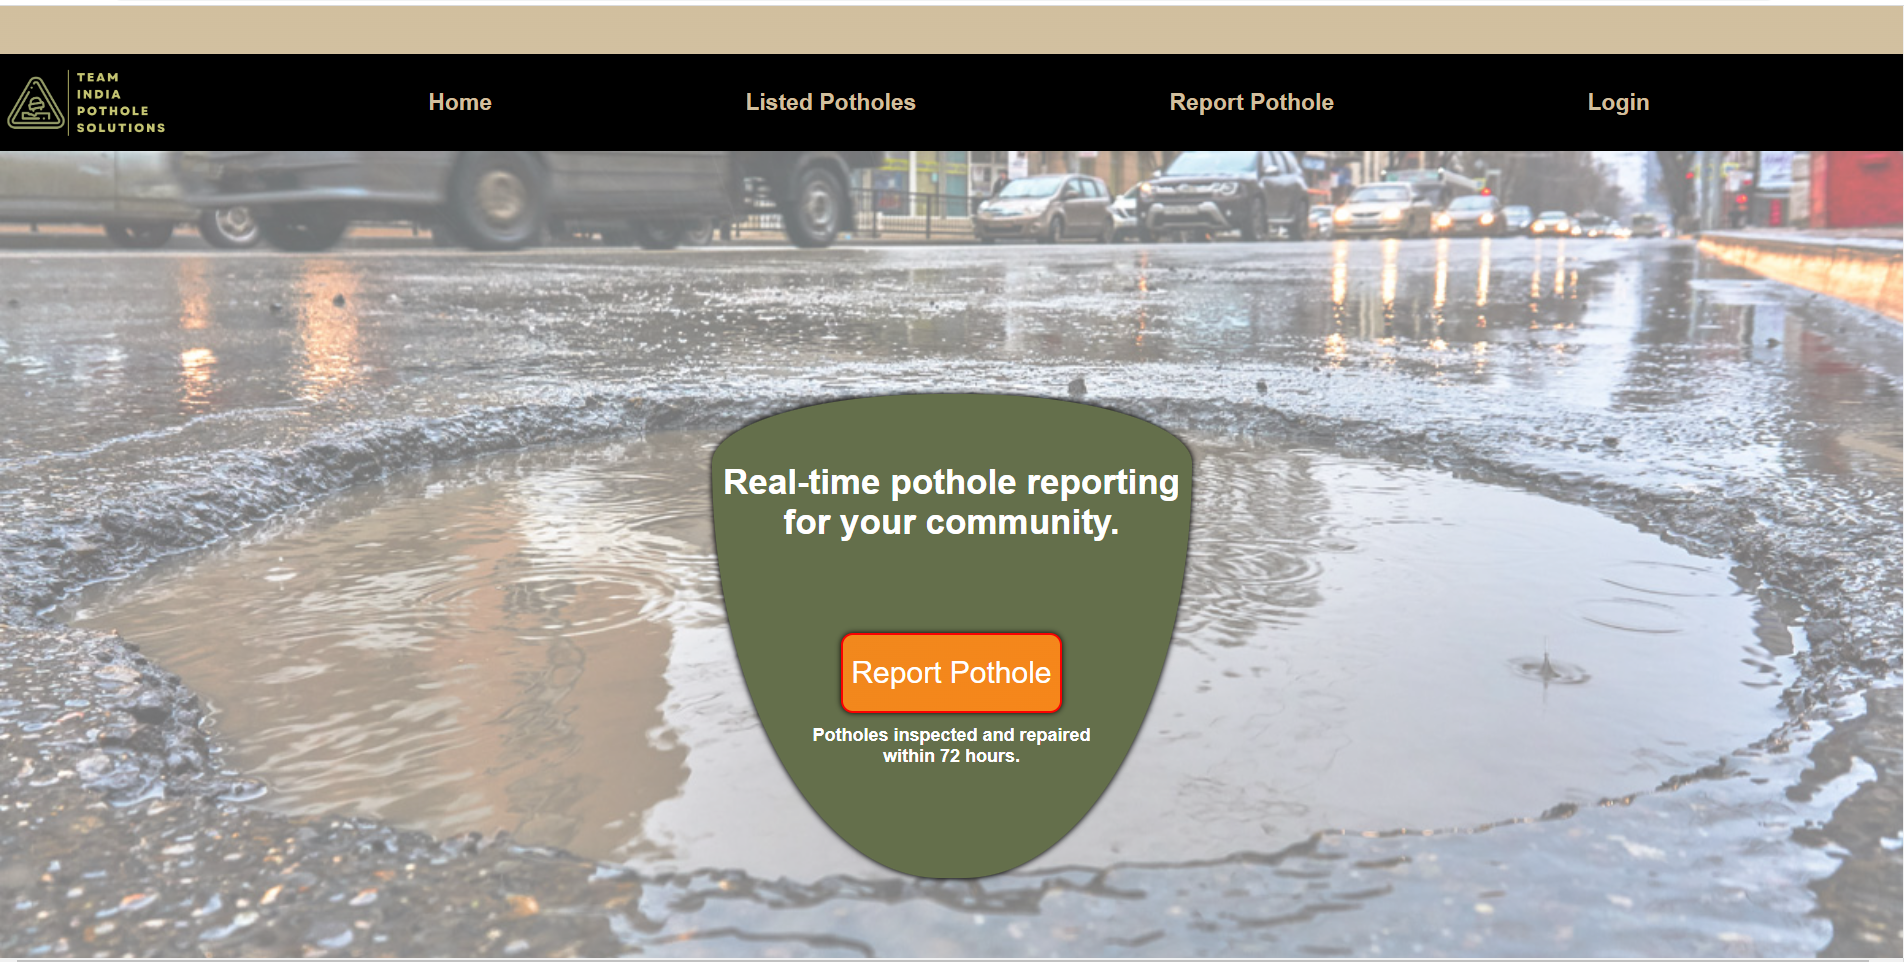 TEAM
INDIA
POTHOLE
SOLUTIONS
Home
Listed Potholes
Report Pothole
Login
Real-time pothole reporting
for your community.
Report Pothole
Potholes inspected and repaired
within 72 hours.